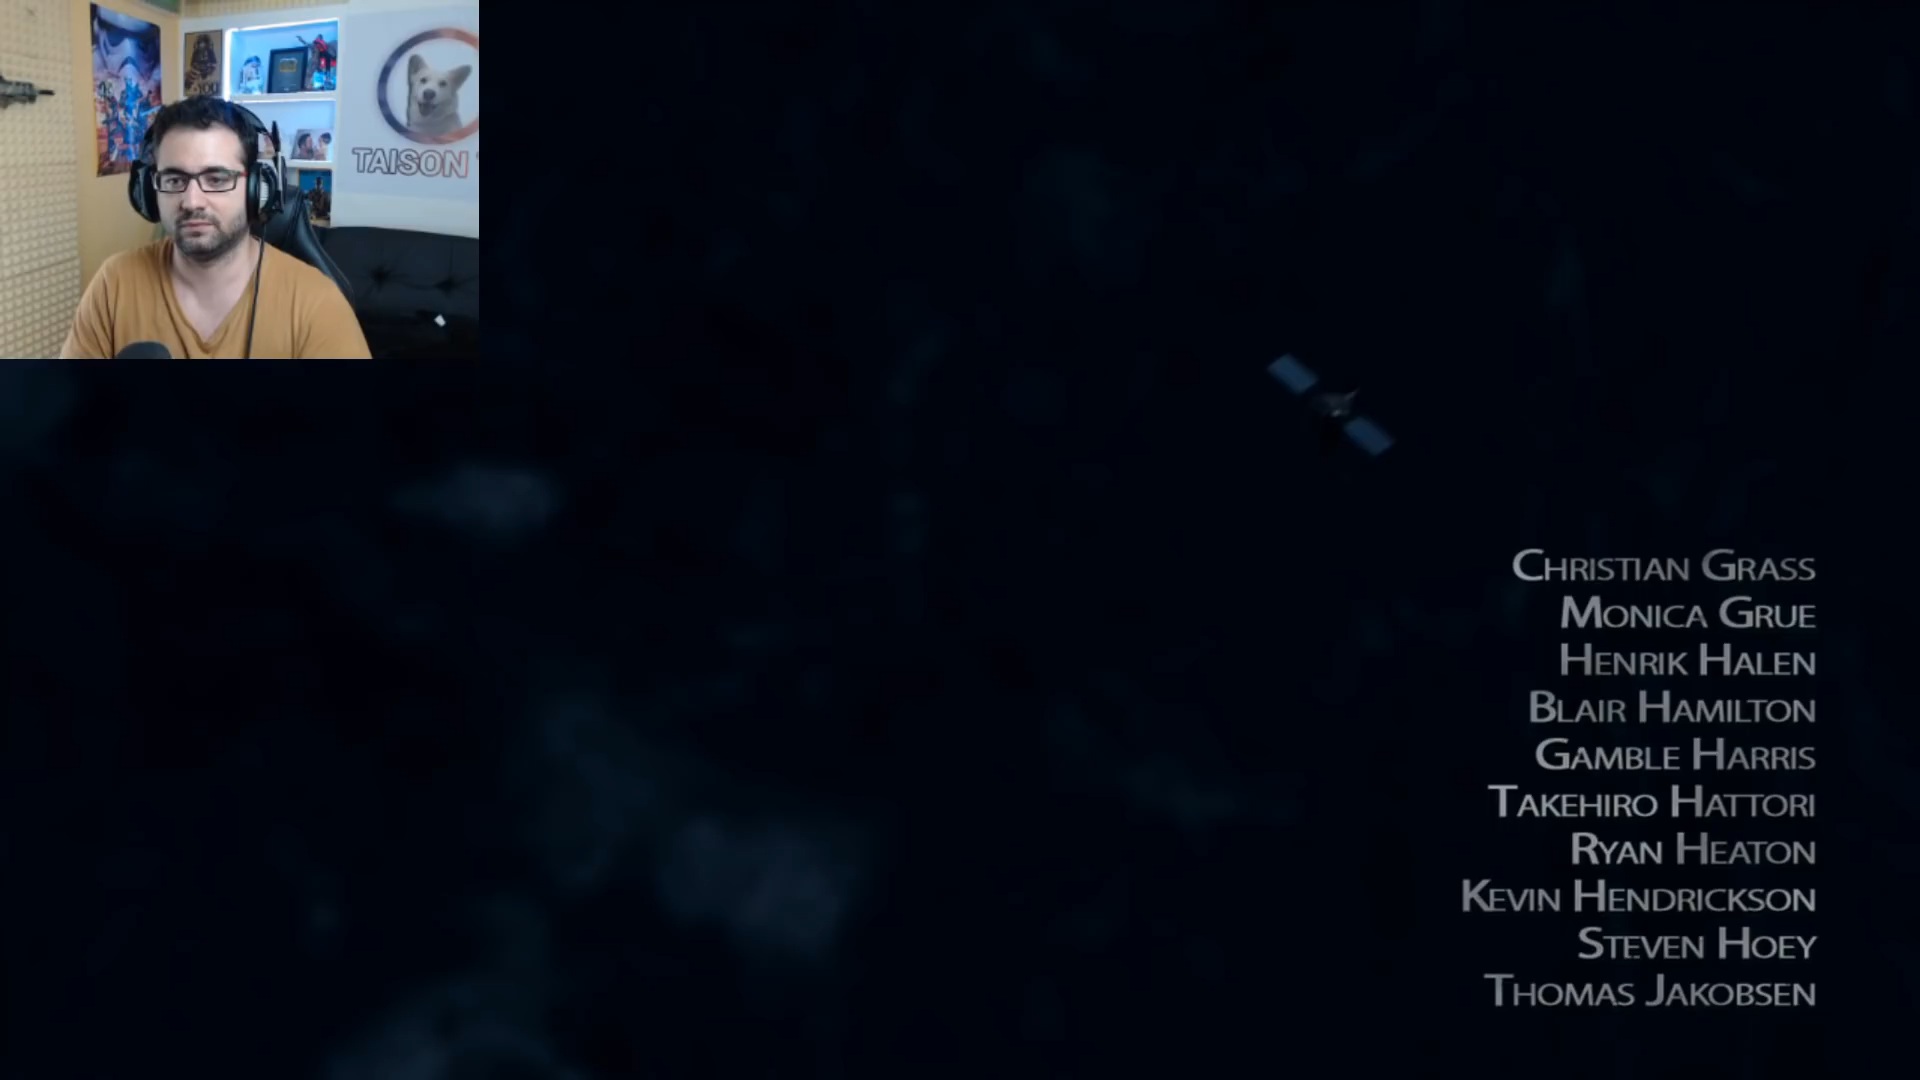 YOU
TAISON
CHRISTIAN GRASS
MONICA GRUE
HENRIK HALEN
BLAIR HAMILTON
GAMBLE HARRIS
TAKEHIRO HATTORI
RYAN HEATON
KEVIN HENDRICKSON
STEVEN HOEY
THOMAS JAKOBSEN